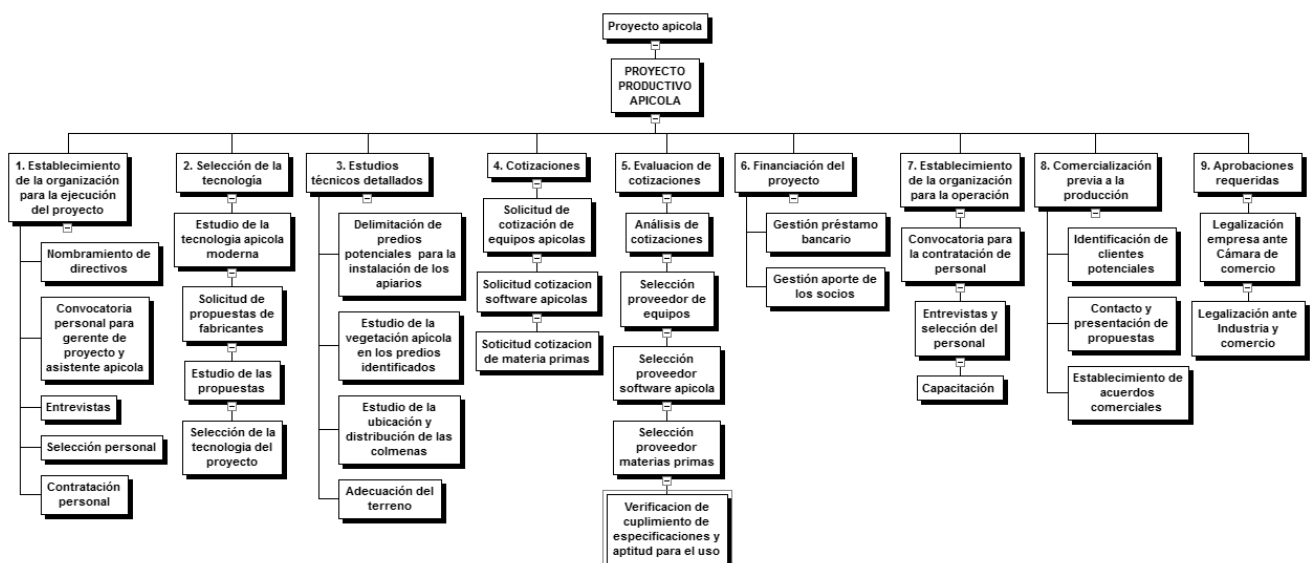 Proyecto apicola
PROYECTO
PRODUCTIVO
APICOLA
1. Establecimiento
de la organización
para la ejecución
del proyecto
Nombramiento de
directivos
Convocatoria
personal para
gerente de
proyecto y
asistente apicola
Entrevistas
Selección personal
Contratación
personal
2. Selección de la
tecnología
Estudio de la
tecnologia apicola
moderna
Solicitud de
propuestas de
fabricantes
Estudio de las
propuestas
Selección de la
tecnologia del
proyecto
3. Estudios
técnicos detallados
Delimitación de
predios
potenciales para la
instalación de los
apiarios
Estudio de la
vegetación apícola
en los predios
identificados
Estudio de la
ubicación y
distribución de las
colmenas
Adecuación del
terreno
4. Cotizaciones
Solicitud de
cotización de
equipos apicolas
Solicitud cotizacion
software apicolas
Soticitud cotizacion
de materia primas
5. Evaluacion de
cotizaciones
Análisis de
cotizaciones
Selección
proveedor de
equipos
Selección
proveedor
software apicola
Selección
proveedor
materias primas
Verificacion de
cuplimiento de
especificaciones y
aptitud para el uso
6. Financiación del
proyecto
Gestión préstamo
bancario
Gestión aporte de
los socios
7. Establecimiento
de la organización
para la operación
Convocatoria para
la contratación de
personal
Entrevistas y
selección del
personal
Capacitación
8. Comercialización
previa a la
producción
Identificación de
clientes
potenciales
Contacto y
presentación de
propuestas
Establecimiento de
acuerdos
comerciales
9. Aprobaciones
requeridas
Legalización
empresa ante
Cámara de
comercio
Legalización ante
Industria y
comercio